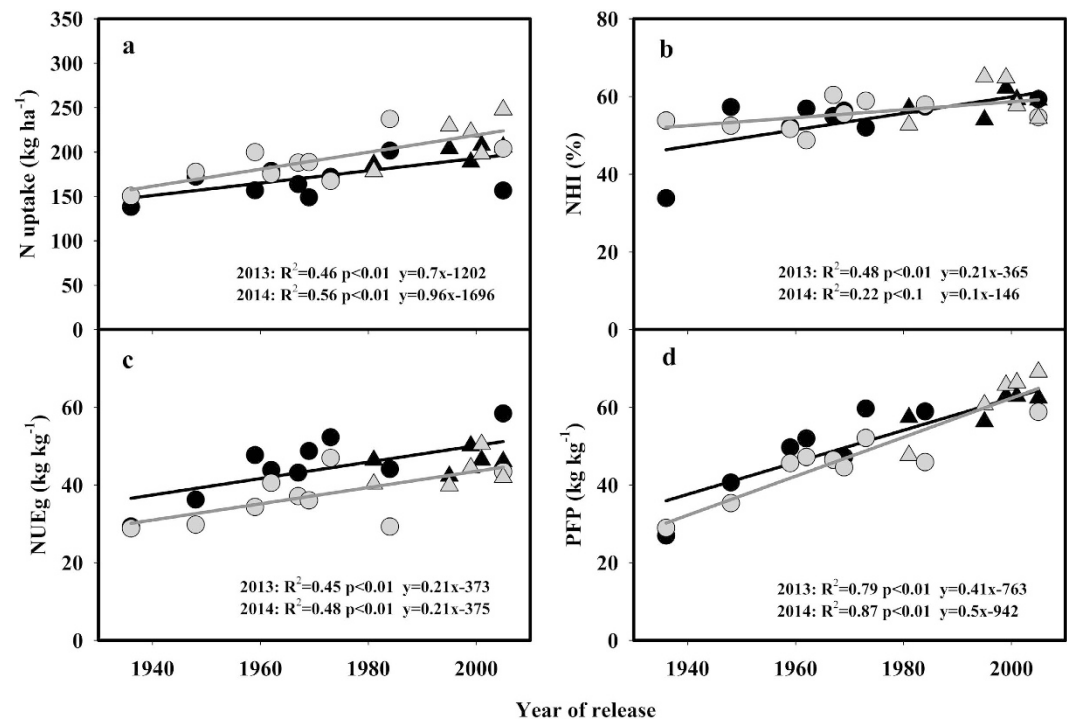 350
300
250
200
150
100
50
0
N uptake (kg ha⁻¹)
a
2013: R²=0.46 p<0.01 y=0.7x-1202
2014: R²=0.56 p<0.01 y=0.96x-1696
80
60
40
20
0
NHI (%)
b
2013: R²=0.48 p<0.01 y=0.21x-365
2014: R²=0.22 p<0.1 y=0.1x-146
60
40
20
0
NUEg (kg kg⁻¹)
c
2013: R²=0.45 p<0.01 y=0.21x-373
2014: R²=0.48 p<0.01 y=0.21x-375
1940 1960 1980 2000
60
40
20
0
PFP (kg kg⁻¹)
d
2013: R²=0.79 p<0.01 y=0.41x-763
2014: R²=0.87 p<0.01 y=0.5x-942
1940 1960 1980 2000
Year of release